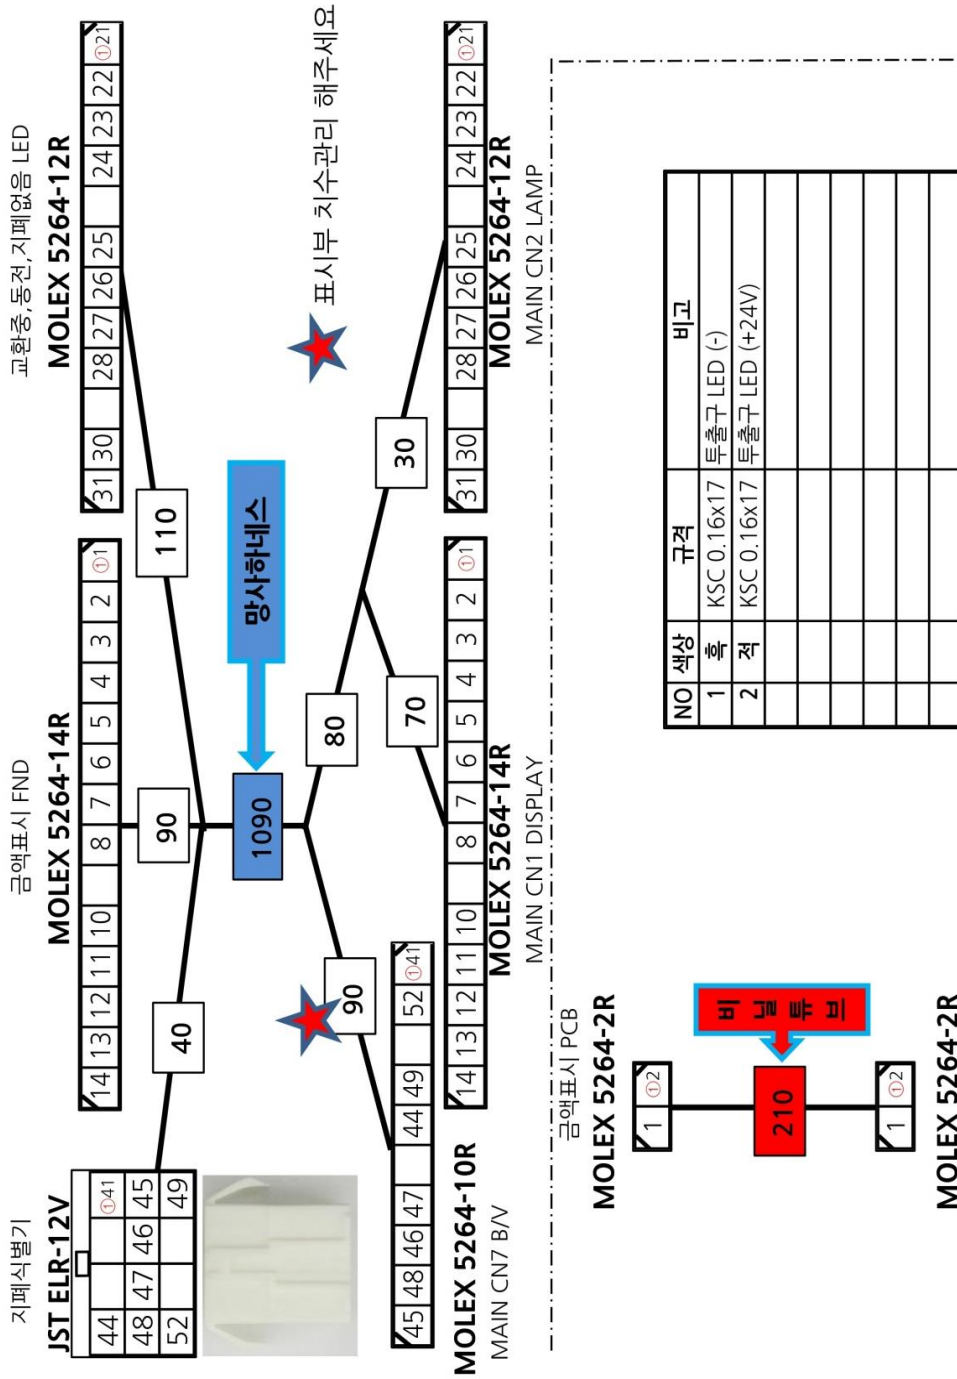 지폐식별기
JST ELR-12V
44 ①41
48 47 46 45
52 49
금액표시 FND
MOLEX 5264-14R
14 13 12 11 10 8 7 6 5 4 3 2 ①1
교환중,동전,지폐없음 LED
MOLEX 5264-12R
31 30 28 27 26 25 24 23 22 ①21
40
90
110
1090
망사하네스
표시부 치수관리 해주세요
90
80
70
30
45 48 46 47 44 49 52 ①41
MOLEX 5264-10R
MAIN CN7 B/V
14 13 12 11 10 8 7 6 5 4 3 2 ①1
MOLEX 5264-14R
MAIN CN1 DISPLAY
31 30 28 27 26 25 24 23 22 ①21
MOLEX 5264-12R
MAIN CN2 LAMP
금액표시 PCB
MOLEX 5264-2R
1 ①2
210
비닐튜브
1 ①2
MOLEX 5264-2R
NO 색상 규격 비고
1 흑 KSC 0.16x17 투출구 LED (-)
2 적 KSC 0.16x17 투출구 LED (+24V)